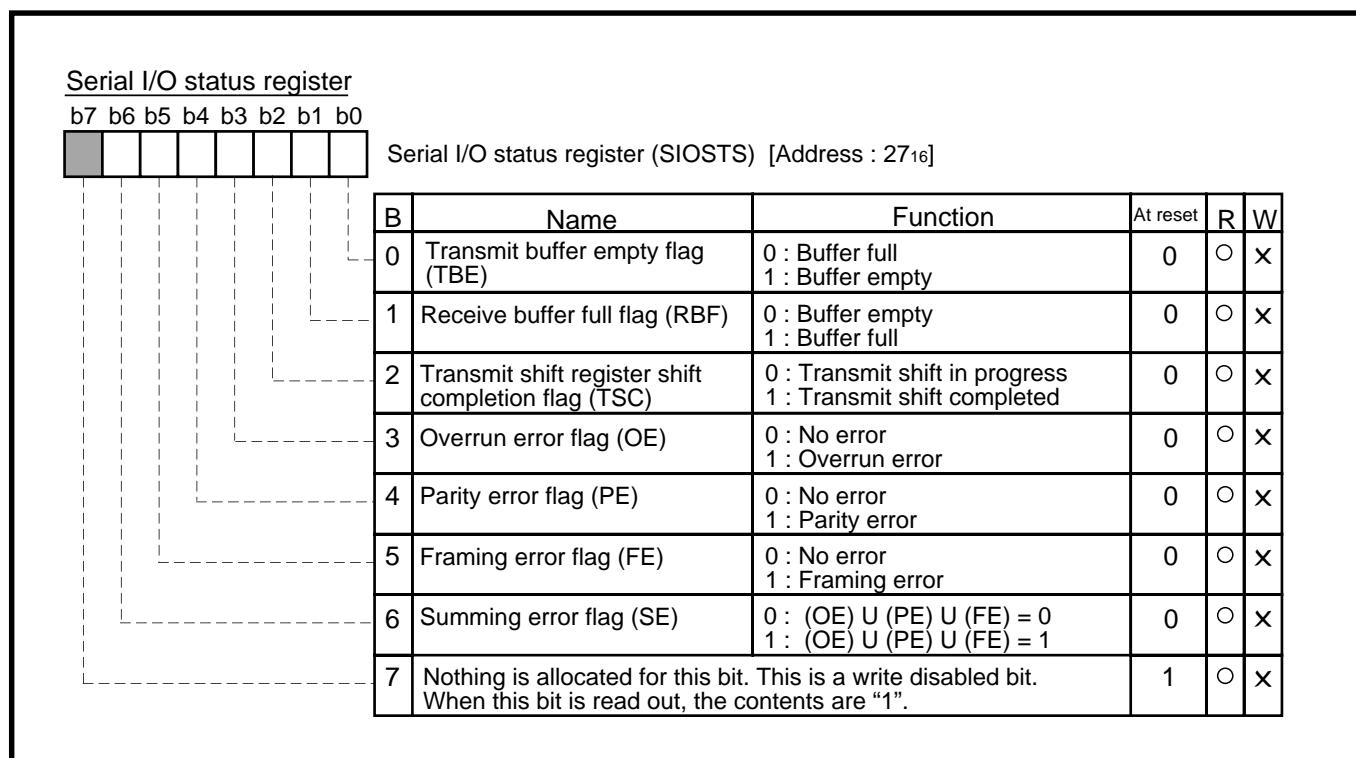 Serial I/O status register
b7 b6 b5 b4 b3 b2 b1 b0
Serial I/O status register (SIOSTS) [Address : 27₁₆]
B Name Function At reset R W
0 Transmit buffer empty flag (TBE) 0 : Buffer full 0 ○ ×
1 : Buffer empty
1 Receive buffer full flag (RBF) 0 : Buffer empty 0 ○ ×
1 : Buffer full
2 Transmit shift register shift completion flag (TSC) 0 : Transmit shift in progress 0 ○ ×
1 : Transmit shift completed
3 Overrun error flag (OE) 0 : No error 0 ○ ×
1 : Overrun error
4 Parity error flag (PE) 0 : No error 0 ○ ×
1 : Parity error
5 Framing error flag (FE) 0 : No error 0 ○ ×
1 : Framing error
6 Summing error flag (SE) 0 : (OE) U (PE) U (FE) = 0 0 ○ ×
1 : (OE) U (PE) U (FE) = 1
7 Nothing is allocated for this bit. This is a write disabled bit. 1 ○ ×
When this bit is read out, the contents are “1”.